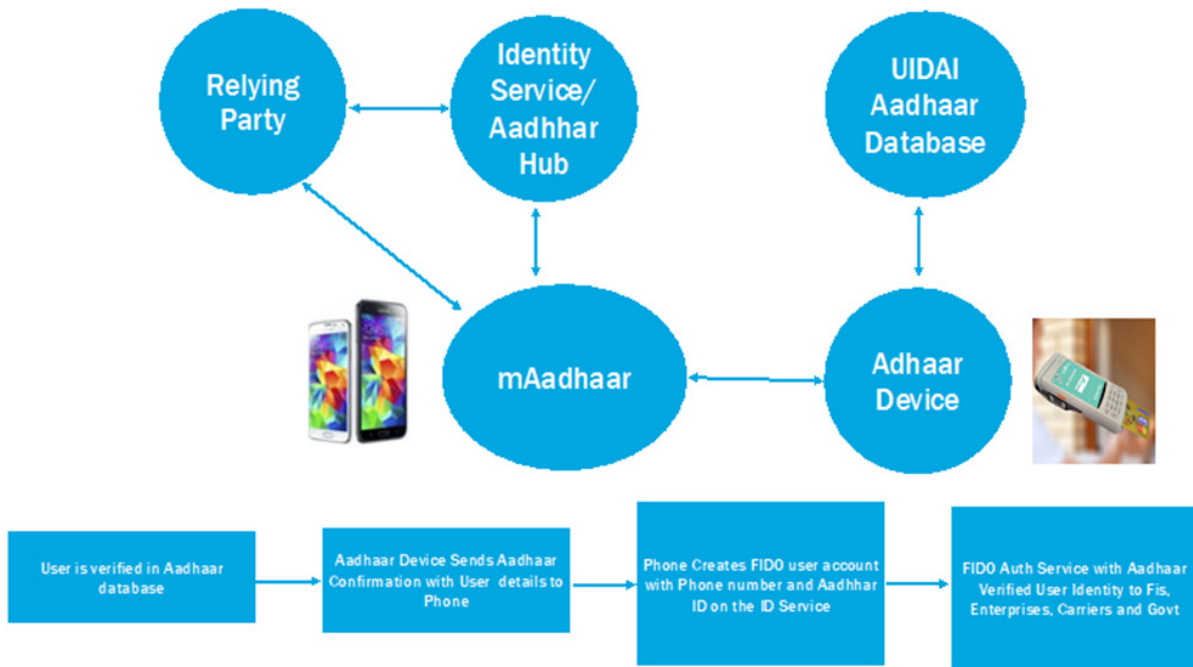 Relying
Party
Identity
Service/
Aadhhar
Hub
UIDAI
Aadhaar
Database
mAadhaar
Adhaar
Device
User is verified in Aadhaar
database
Aadhaar Device Sends Aadhaar
Confirmation with User details to
Phone
Phone Creates FIDO user account
with Phone number and Aadhhar
ID on the ID Service
FIDO Auth Service with Aadhaar
Verified User Identity to Fis,
Enterprises, Carriers and Govt